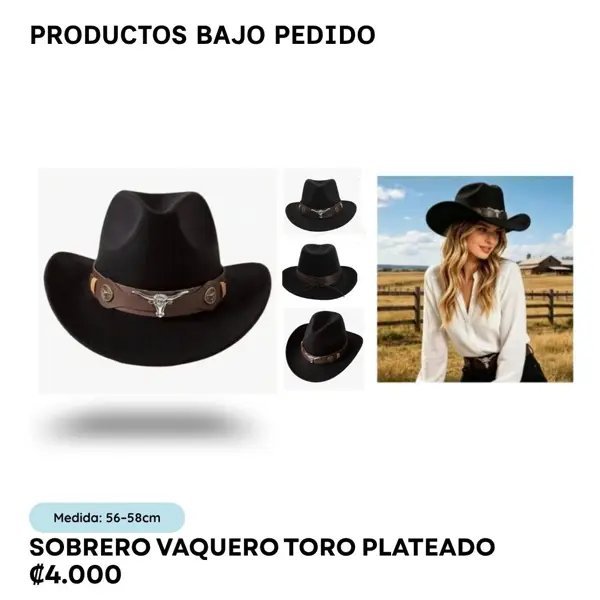 PRODUCTOS BAJO PEDIDO
Medida: 56-58cm
SOBRERO VAQUERO TORO PLATEADO
₡4.000